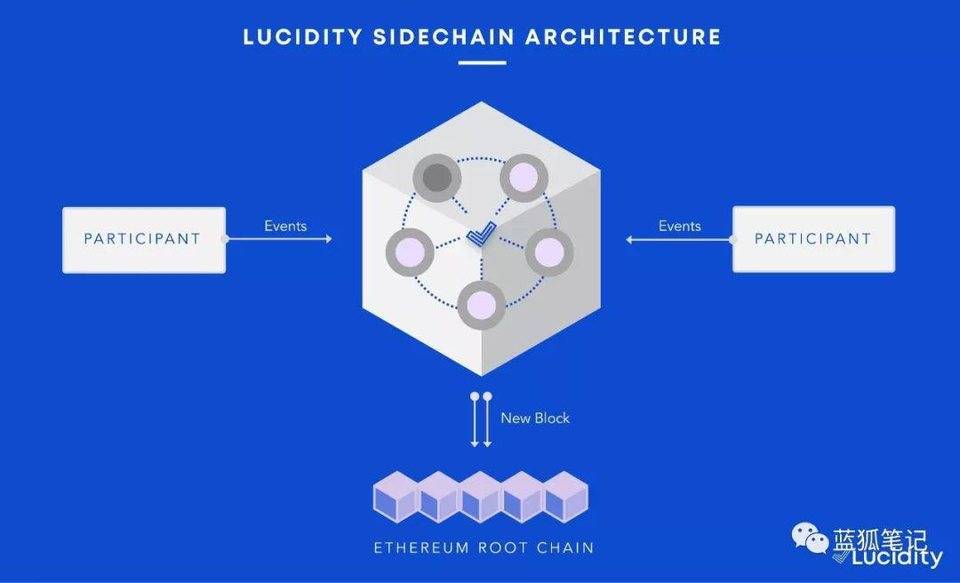 LUCIDITY SIDECHAIN ARCHITECTURE
PARTICIPANT
Events
Events
PARTICIPANT
New Block
ETHEREUM ROOT CHAIN
蓝狐笔记
Lucidity